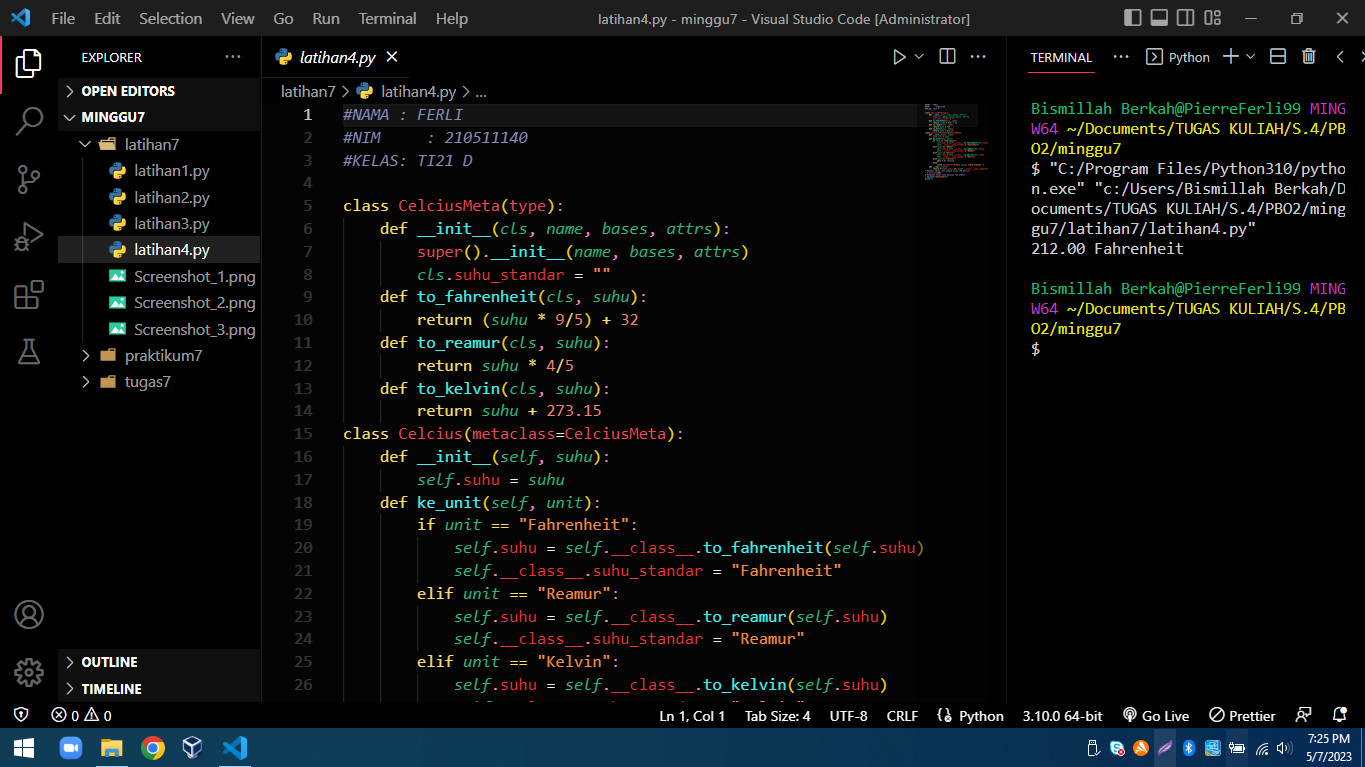 File Edit Selection View Go Run Terminal Help
latihan4.py - minggu7 - Visual Studio Code [Administrator]
EXPLORER
OPEN EDITORS
MINGGU7
latihan7
latihan1.py
latihan2.py
latihan3.py
latihan4.py
Screenshot_1.png
Screenshot_2.png
Screenshot_3.png
praktikum7
tugas7
OUTLINE
TIMELINE
latihan4.py
latihan7 > latihan4.py > ...
1 #NAMA : FERLI
2 #NIM     : 210511140
3 #KELAS: TI21 D
4
5 class CelciusMeta(type):
6     def __init__(cls, name, bases, attrs):
7         super().__init__(name, bases, attrs)
8         cls.suhu_standar = ""
9     def to_fahrenheit(cls, suhu):
10         return (suhu * 9/5) + 32
11     def to_reamur(cls, suhu):
12         return suhu * 4/5
13     def to_kelvin(cls, suhu):
14         return suhu + 273.15
15 class Celcius(metaclass=CelciusMeta):
16     def __init__(self, suhu):
17         self.suhu = suhu
18     def ke_unit(self, unit):
19         if unit == "Fahrenheit":
20             self.suhu = self.__class__.to_fahrenheit(self.suhu)
21             self.__class__.suhu_standar = "Fahrenheit"
22         elif unit == "Reamur":
23             self.suhu = self.__class__.to_reamur(self.suhu)
24             self.__class__.suhu_standar = "Reamur"
25         elif unit == "Kelvin":
26             self.suhu = self.__class__.to_kelvin(self.suhu)
TERMINAL
Python
Bismillah Berkah@PierreFerli99 MING
W64 ~/Documents/TUGAS KULIAH/S.4/PB
O2/minggu7
$ "C:/Program Files/Python310/pytho
n.exe" "c:/Users/Bismillah Berkah/D
ocuments/TUGAS KULIAH/S.4/PBO2/ming
gu7/latihan7/latihan4.py"
212.00 Fahrenheit
Bismillah Berkah@PierreFerli99 MING
W64 ~/Documents/TUGAS KULIAH/S.4/PB
O2/minggu7
$
0 0
Ln 1, Col 1 Tab Size: 4 UTF-8 CRLF Python 3.10.0 64-bit Go Live Prettier
7:25 PM
5/7/2023